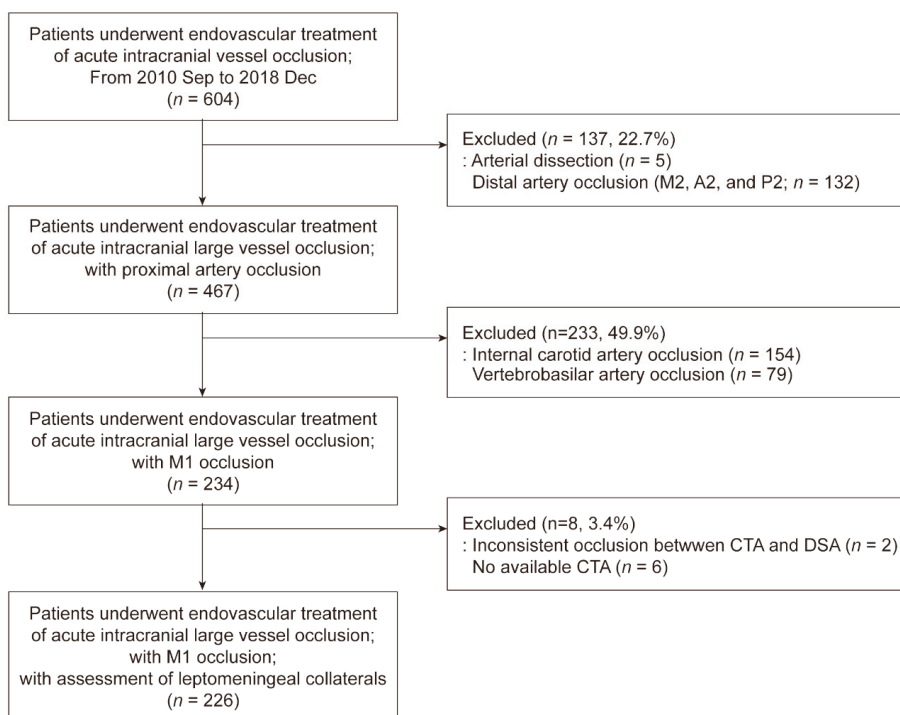 Patients underwent endovascular treatment
of acute intracranial vessel occlusion;
From 2010 Sep to 2018 Dec
(n = 604)
Excluded (n = 137, 22.7%)
: Arterial dissection (n = 5)
Distal artery occlusion (M2, A2, and P2; n = 132)
Patients underwent endovascular treatment
of acute intracranial large vessel occlusion;
with proximal artery occlusion
(n = 467)
Excluded (n=233, 49.9%)
: Internal carotid artery occlusion (n = 154)
Vertebrobasilar artery occlusion (n = 79)
Patients underwent endovascular treatment
of acute intracranial large vessel occlusion;
with M1 occlusion
(n = 234)
Excluded (n=8, 3.4%)
: Inconsistent occlusion betwwen CTA and DSA (n = 2)
No available CTA (n = 6)
Patients underwent endovascular treatment
of acute intracranial large vessel occlusion;
with M1 occlusion;
with assessment of leptomeningeal collaterals
(n = 226)